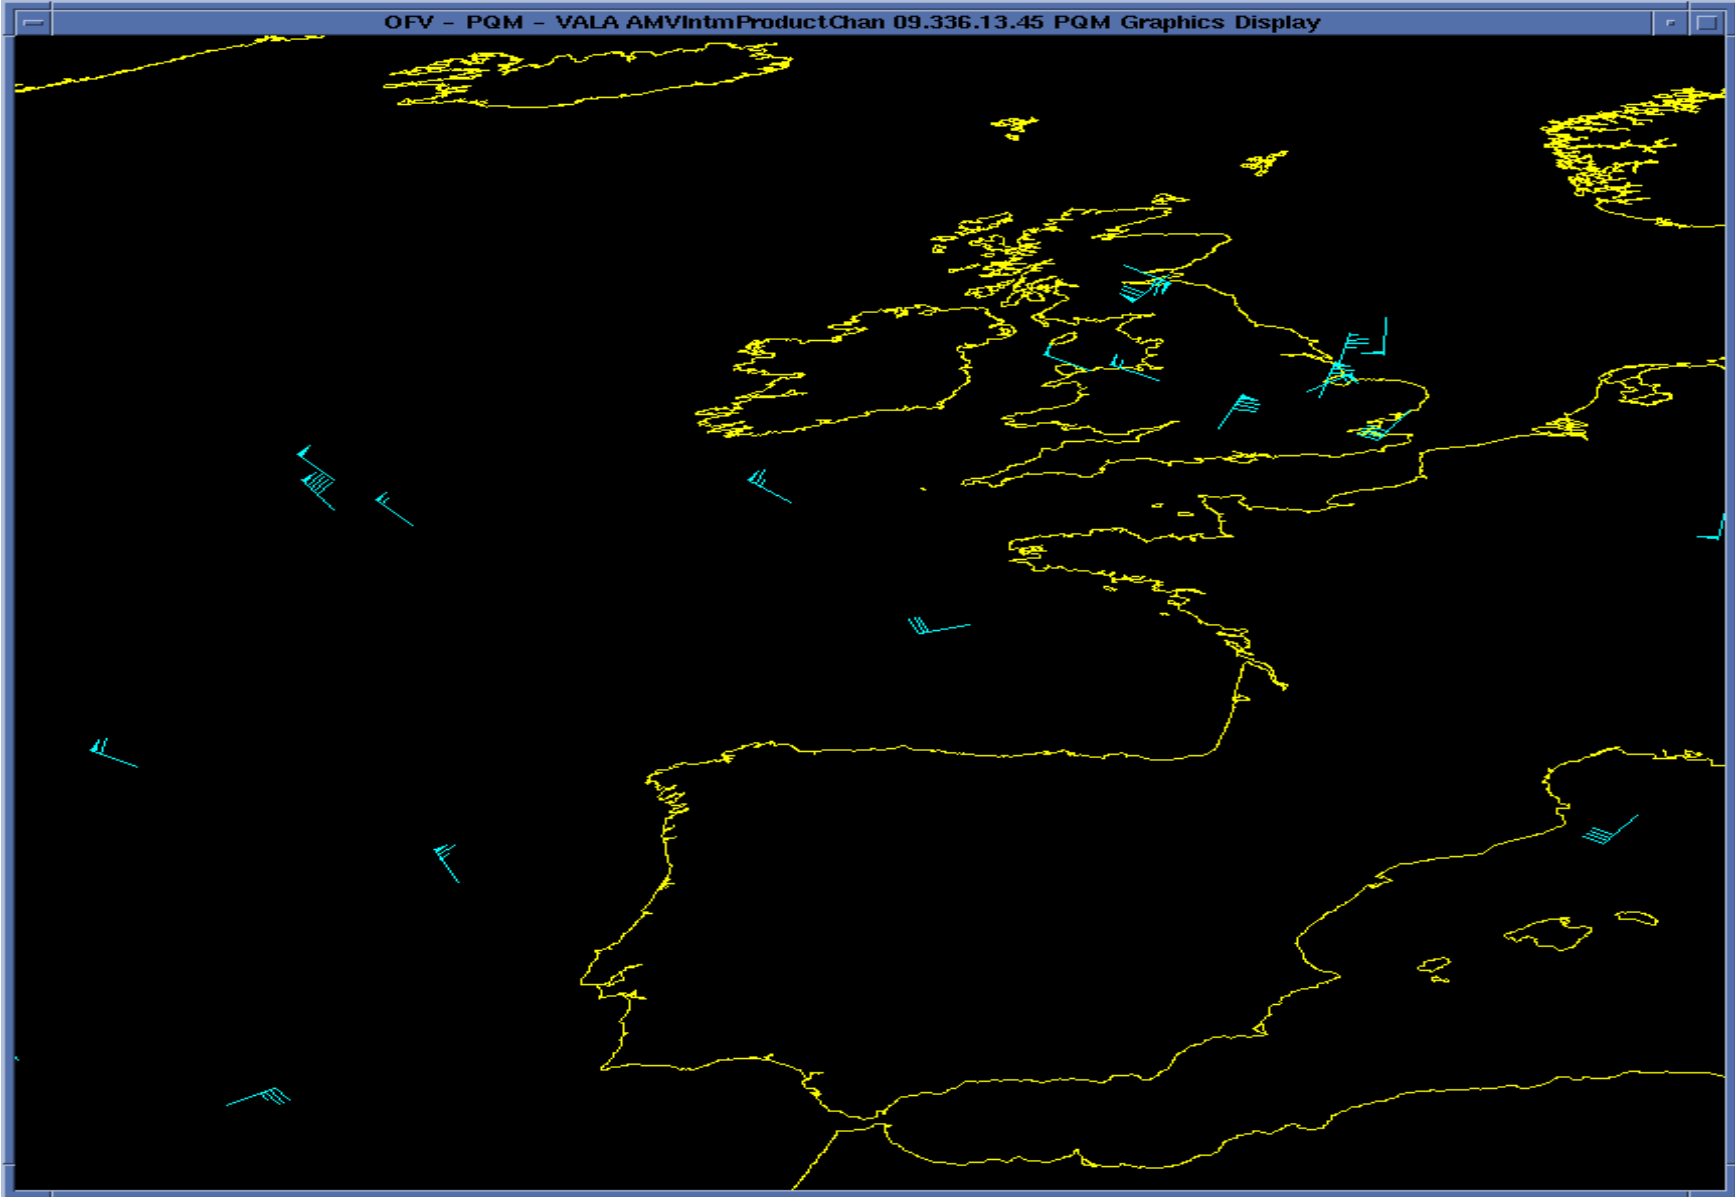 OFV - PQM - VALA AMVIntmProductChan 09.336.13.45 PQM Graphics Display